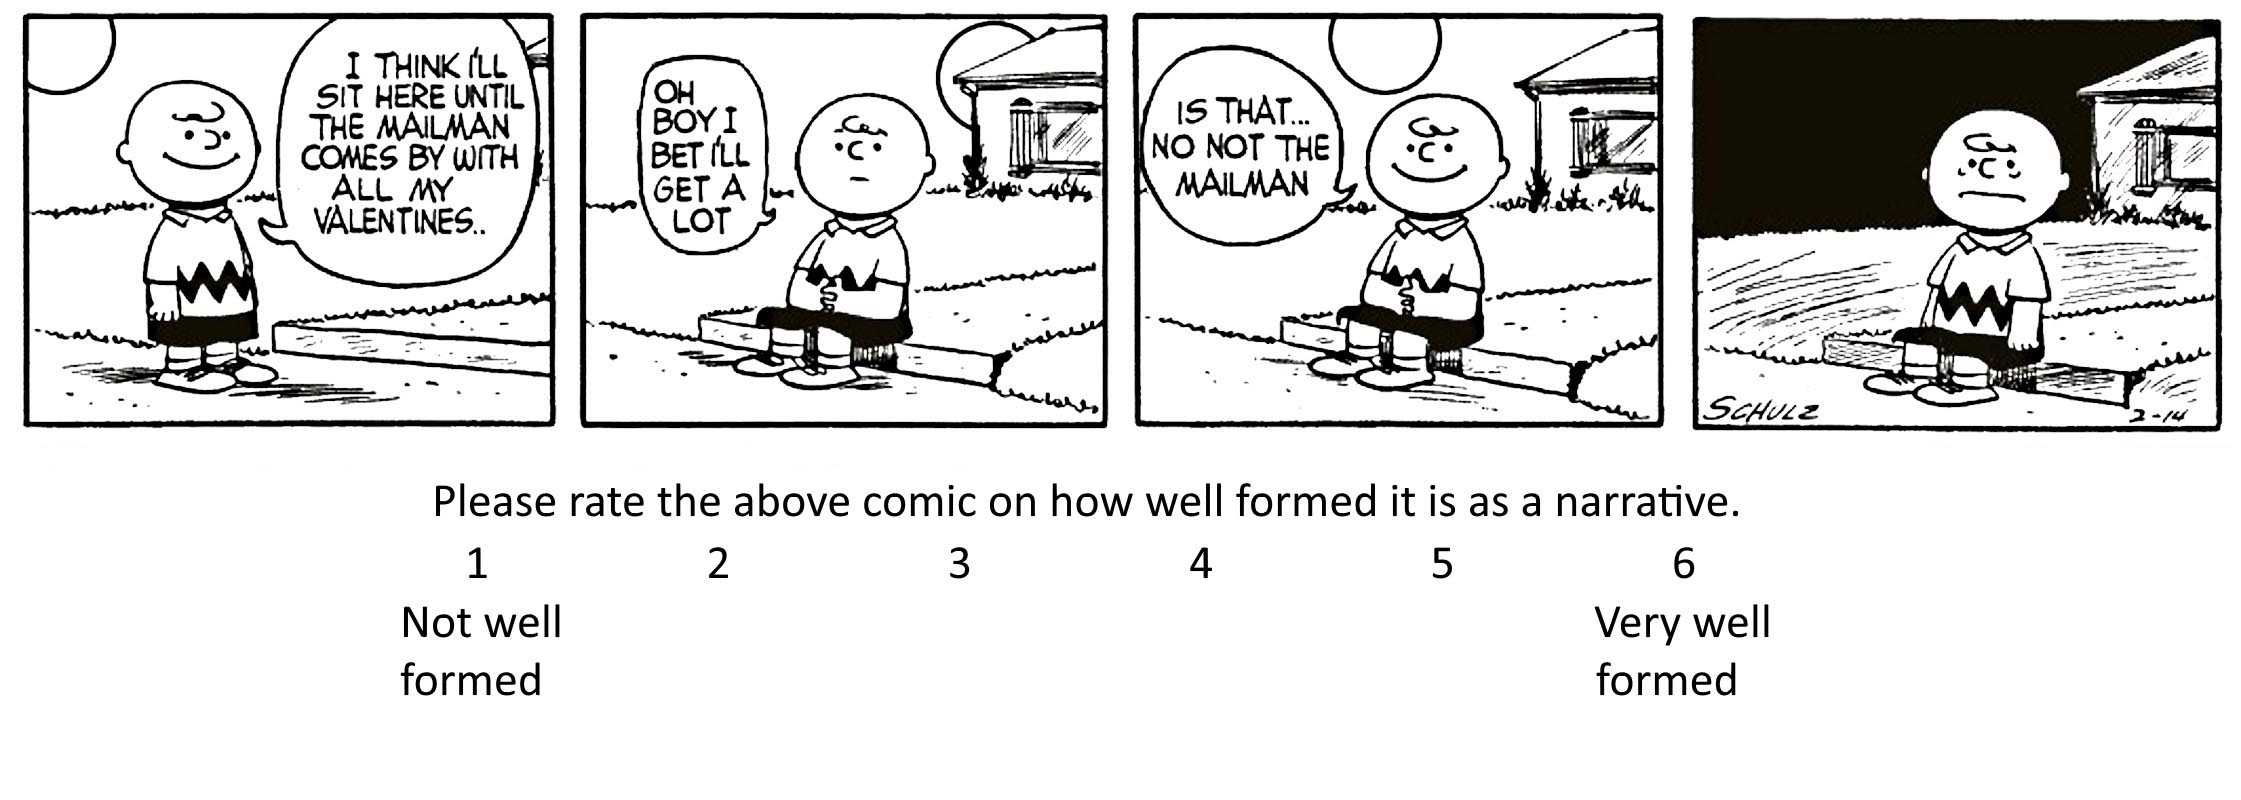 I THINK I'LL
SIT HERE UNTIL
THE MAILMAN
COMES BY WITH
ALL MY
VALENTINES..
OH
BOY I
BET I'LL
GET A
LOT
IS THAT...
NO NOT THE
MAILMAN
SCHULZ
2-14
Please rate the above comic on how well formed it is as a narrative.
1 2 3 4 5 6
Not well
formed
Very well
formed